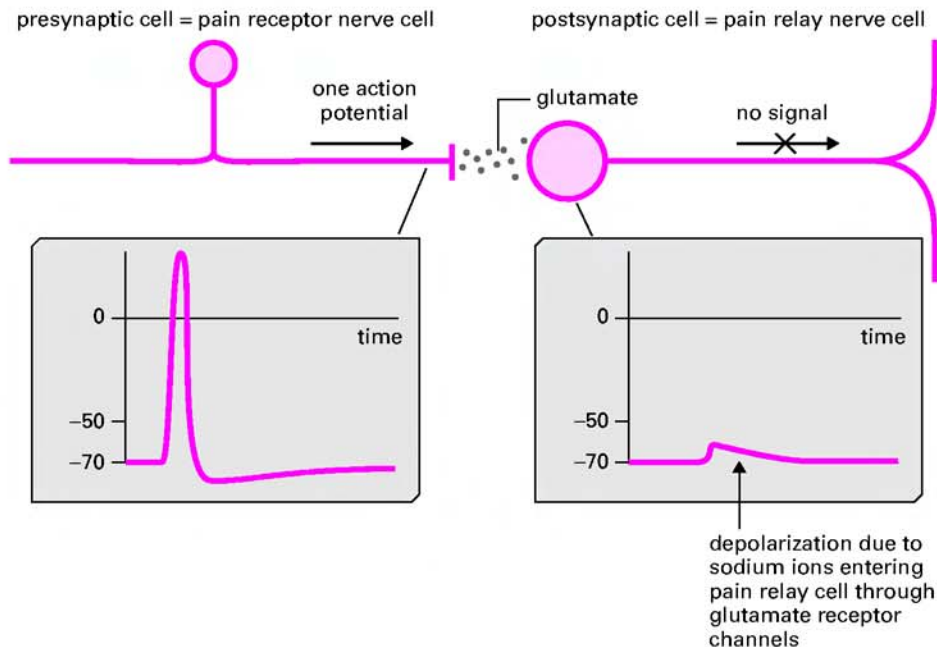 presynaptic cell = pain receptor nerve cell
postsynaptic cell = pain relay nerve cell
one action
potential
glutamate
no signal
0
time
−50
−70
0
time
−50
−70
depolarization due to
sodium ions entering
pain relay cell through
glutamate receptor
channels